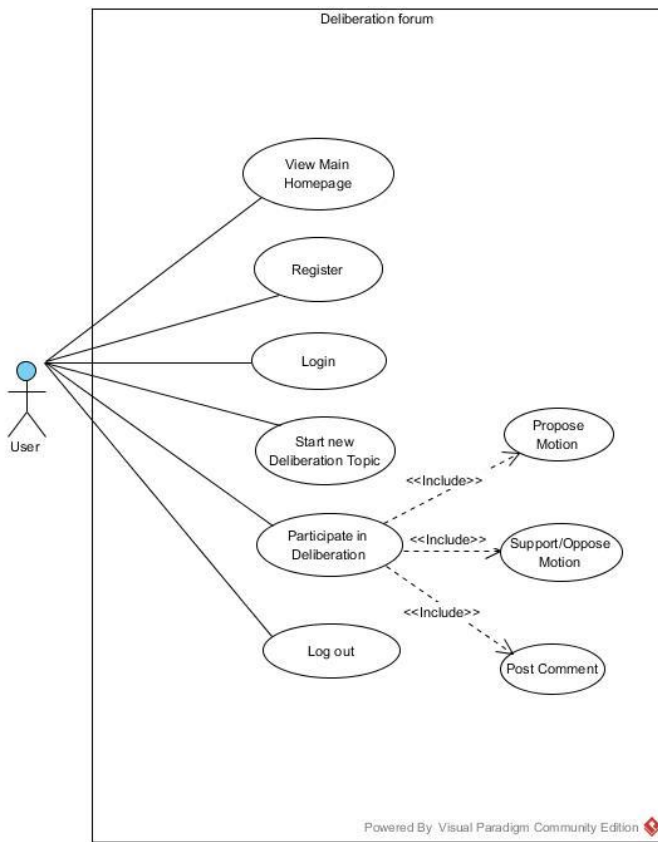 Deliberation forum
View Main
Homepage
Register
Login
User
Start new
Deliberation Topic
Propose
Motion
<<Include>>
Participate in
Deliberation
<<Include>>
Support/Oppose
Motion
<<Include>>
Log out
Post Comment
Powered By Visual Paradigm Community Edition